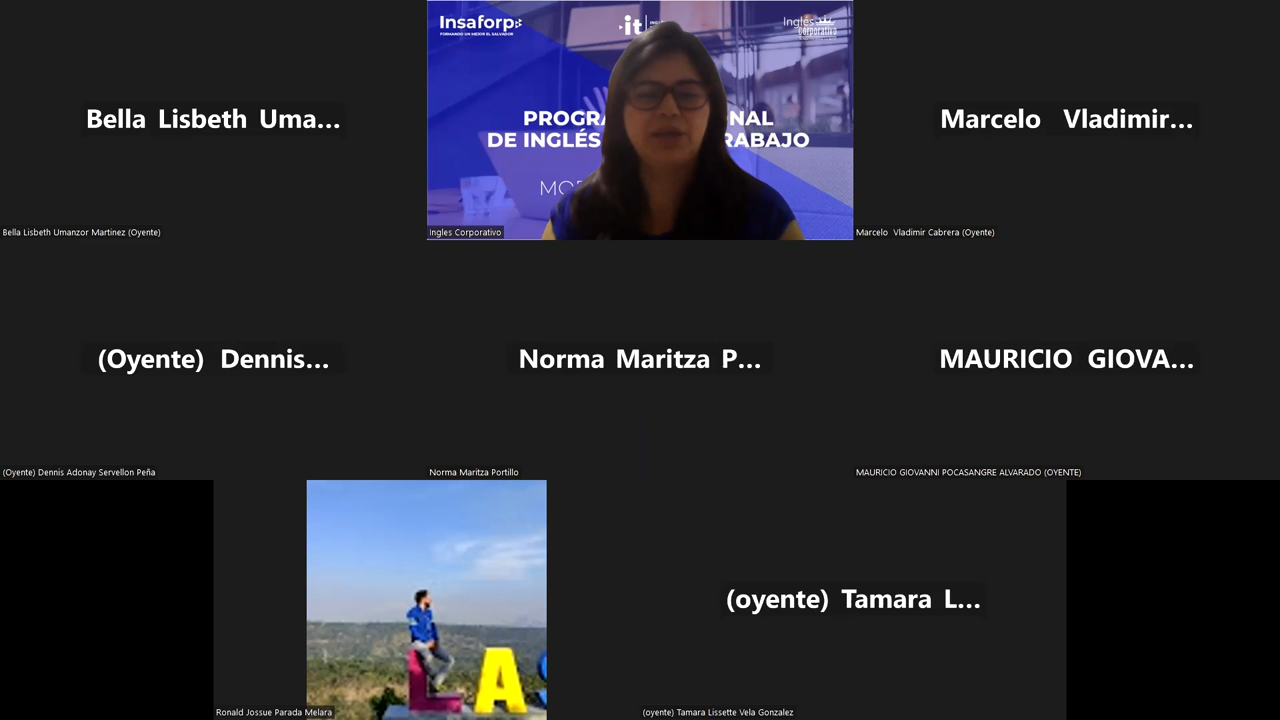 Bella Lisbeth Uma...
Bella Lisbeth Umanzor Martinez (Oyente)
Insaforp
FORMANDO UN MEJOR EL SALVADOR
it
Inglés
corporativo
PROGRA NAL
DE INGLÉS RABAJO
Ingles Corporativo
Marcelo Vladimir...
Marcelo Vladimir Cabrera (Oyente)
(Oyente) Dennis...
(Oyente) Dennis Adonay Servellon Peña
Norma Maritza P...
Norma Maritza Portillo
MAURICIO GIOVA...
MAURICIO GIOVANNI POCASANGRE ALVARADO (OYENTE)
LA
Ronald Jossue Parada Melara
(oyente) Tamara L...
(oyente) Tamara Lissette Vela Gonzalez